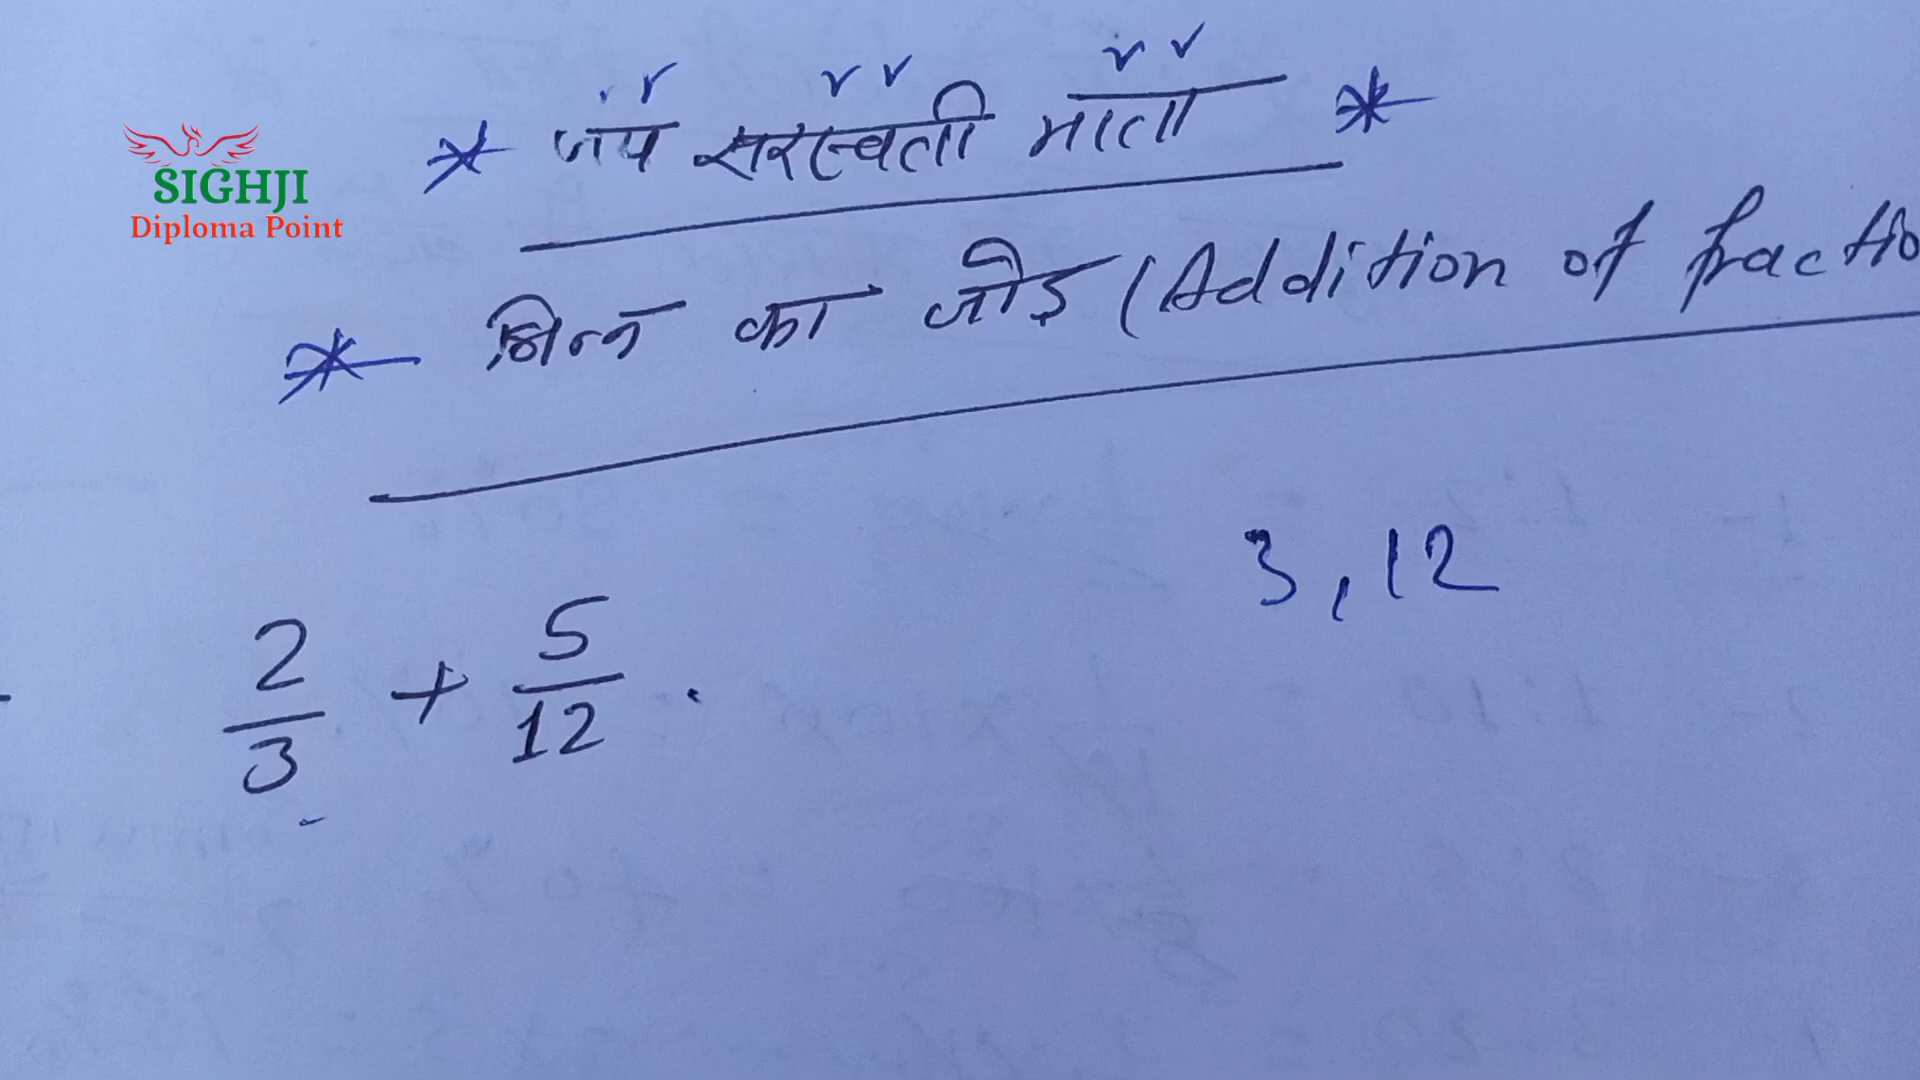 SIGHJI
Diploma Point
* जय सरस्वती माता *
* भिन्न का जोड़ (Addition of fractio
3, 12
2/3 + 5/12